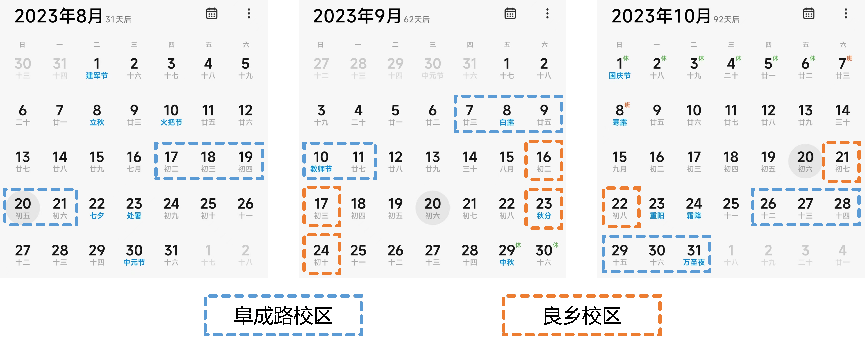 2023年8月 31天后
日 一 二 三 四 五 六
30 31 1 2 3 4 5
十三 十四 建军节 十六 十七 十八 十九
6 7 8 9 10 11 12
二十 廿一 立秋 廿三 火把节 廿五 廿六
13 14 15 16 17 18 19
廿七 廿八 廿九 七月 初二 初三 初四
20 21 22 23 24 25 26
初五 初六 七夕 处暑 初九 初十 十一
27 28 29 30 31 1 2
十二 十三 十四 中元节 十六 十七 十八
2023年9月 62天后
日 一 二 三 四 五 六
27 28 29 30 31 1 2
十二 十三 十四 中元节 十六 十七 十八
3 4 5 6 7 8 9
十九 二十 廿一 廿二 廿三 白露 廿五
10 11 12 13 14 15 16
教师节 廿七 廿八 廿九 三十 八月 初二
17 18 19 20 21 22 23
初三 初四 初五 初六 初七 初八 秋分
24 25 26 27 28 29休 30休
初十 十一 十二 十三 十四 中秋 十六
2023年10月 92天后
日 一 二 三 四 五 六
1休 2休 3休 4休 5休 6休 7班
国庆节 十八 十九 二十 廿一 廿二 廿三
8班 9 10 11 12 13 14
寒露 廿五 廿六 廿七 廿八 廿九 三十
15 16 17 18 19 20 21
九月 初二 初三 初四 初五 初六 初七
22 23 24 25 26 27 28
初八 重阳 霜降 十一 十二 十三 十四
29 30 31 1 2 3 4
十五 十六 万圣夜 十八 十九 二十 廿一
阜成路校区
良乡校区